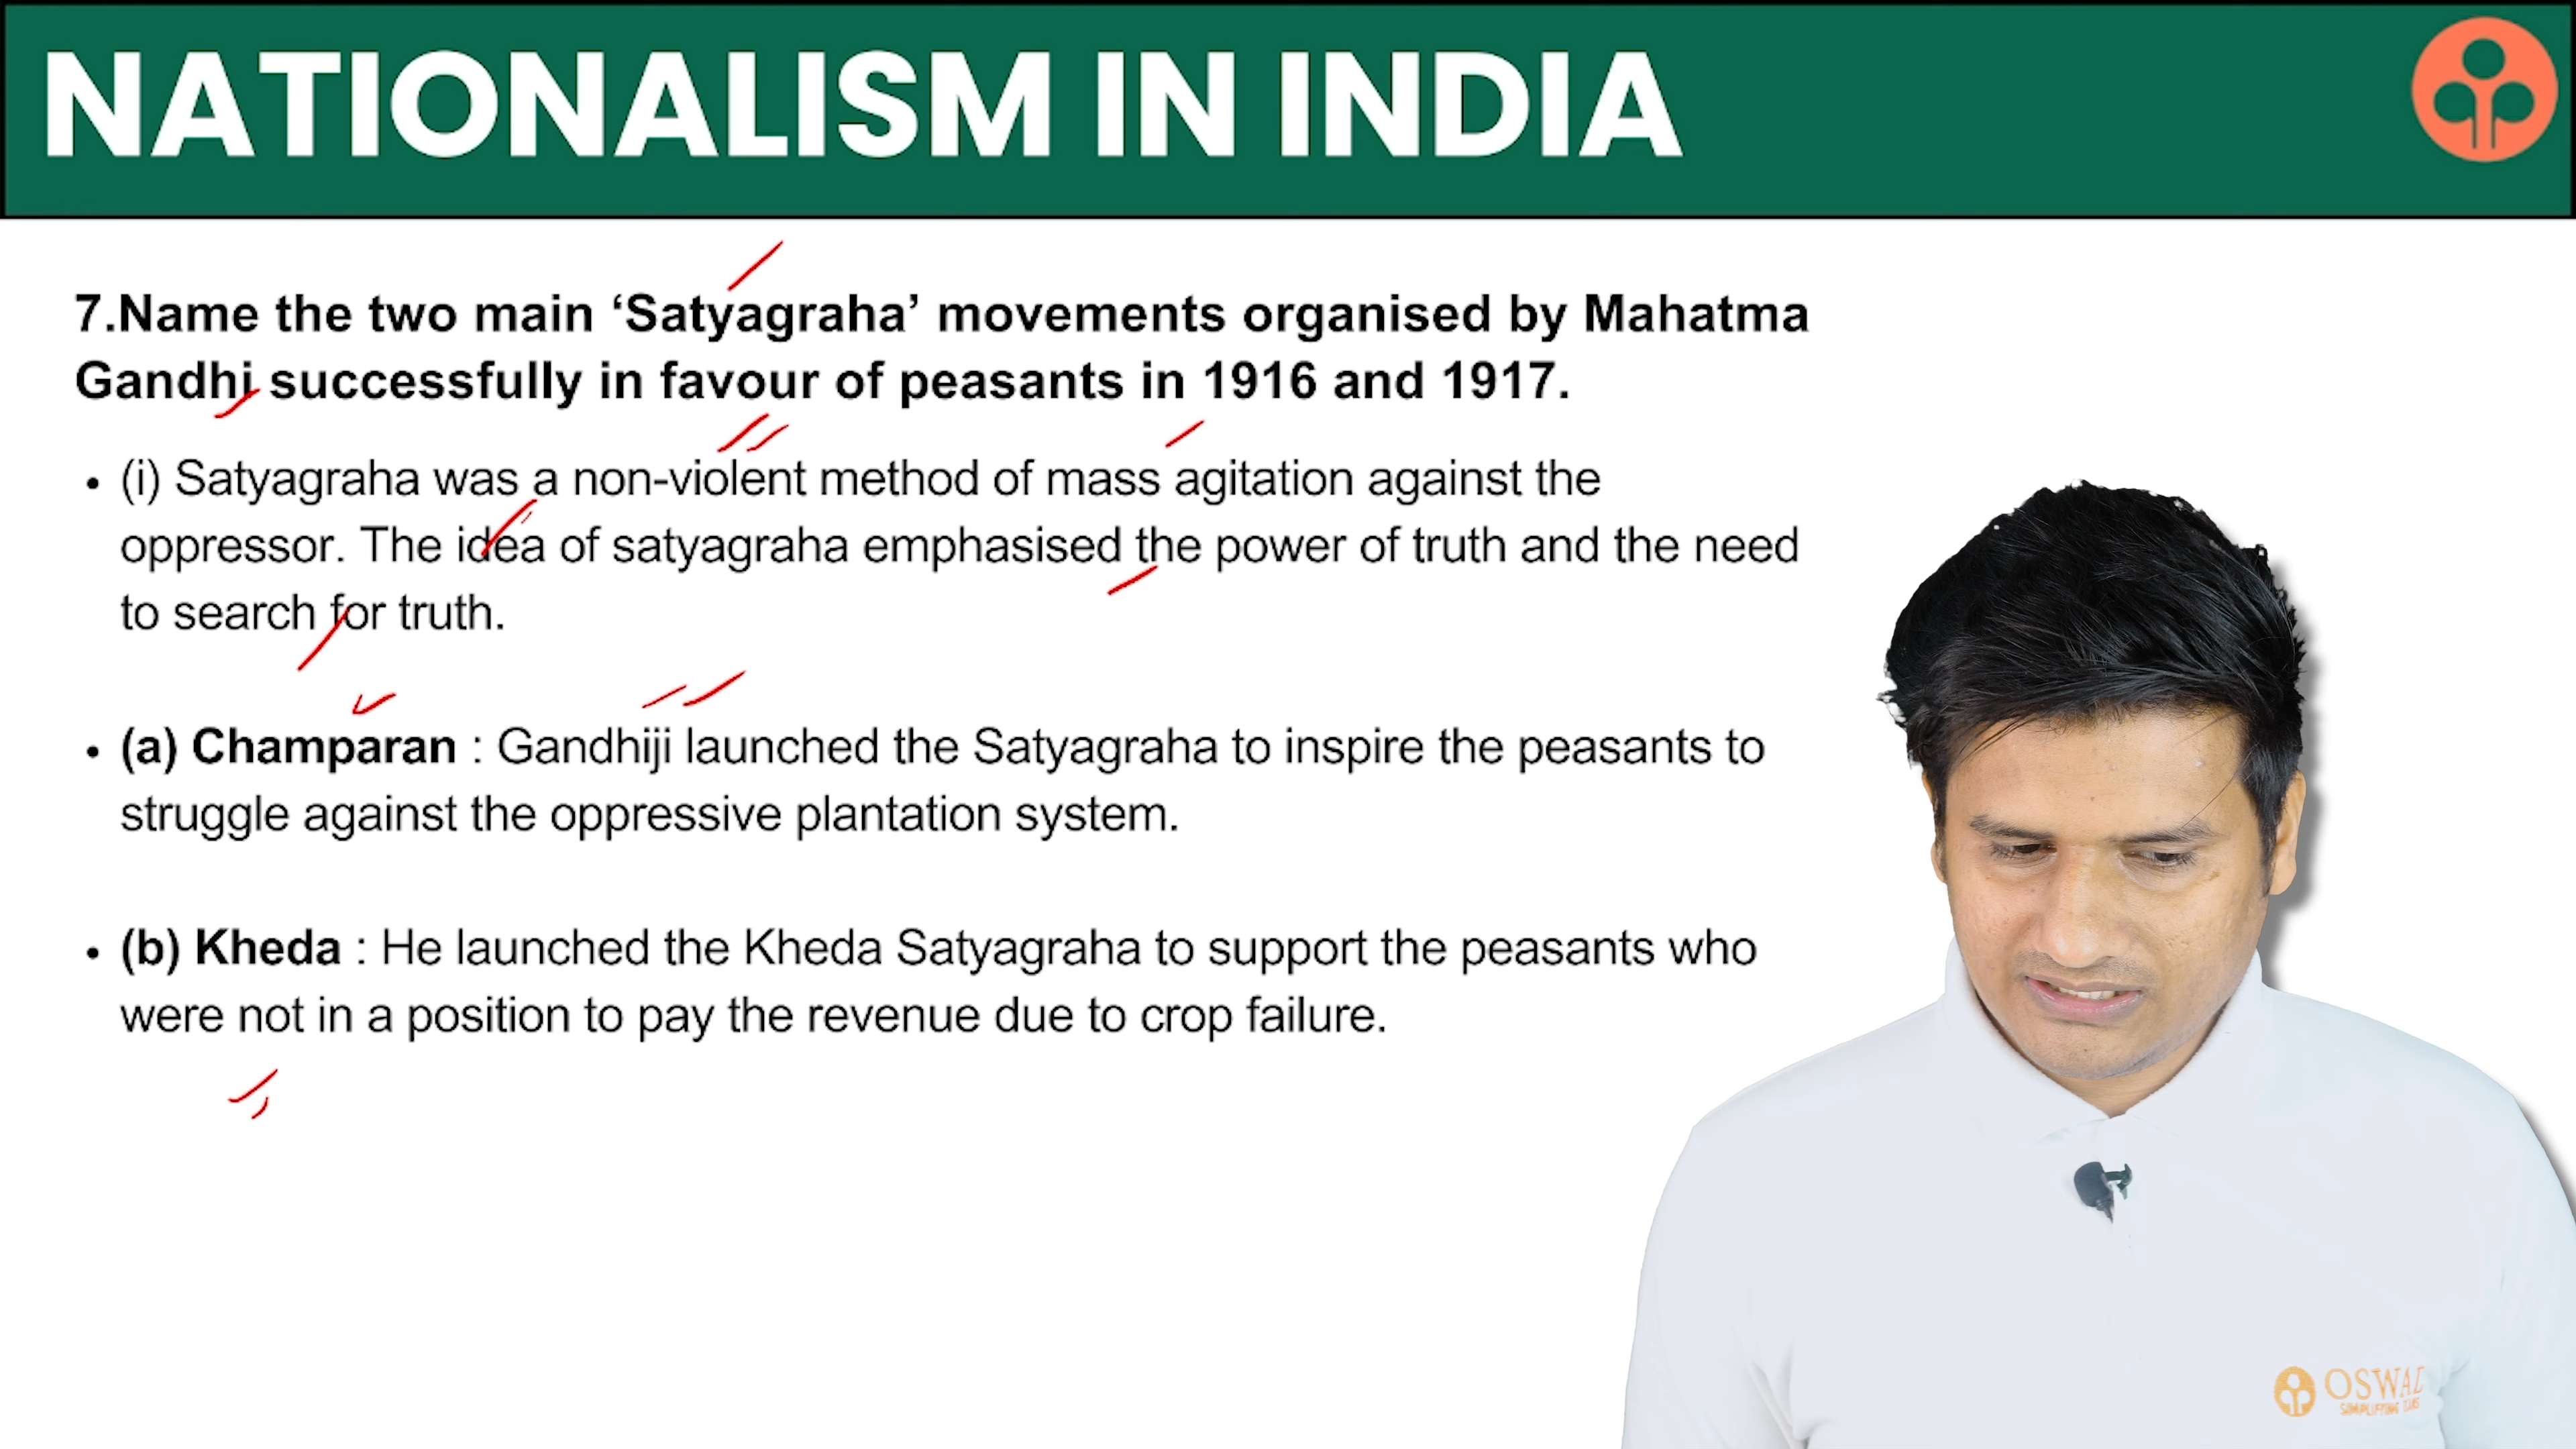 NATIONALISM IN INDIA
7.Name the two main ‘Satyagraha’ movements organised by Mahatma
Gandhi successfully in favour of peasants in 1916 and 1917.
• (i) Satyagraha was a non-violent method of mass agitation against the
oppressor. The idea of satyagraha emphasised the power of truth and the need
to search for truth.
• (a) Champaran : Gandhiji launched the Satyagraha to inspire the peasants to
struggle against the oppressive plantation system.
• (b) Kheda : He launched the Kheda Satyagraha to support the peasants who
were not in a position to pay the revenue due to crop failure.
OSWAL